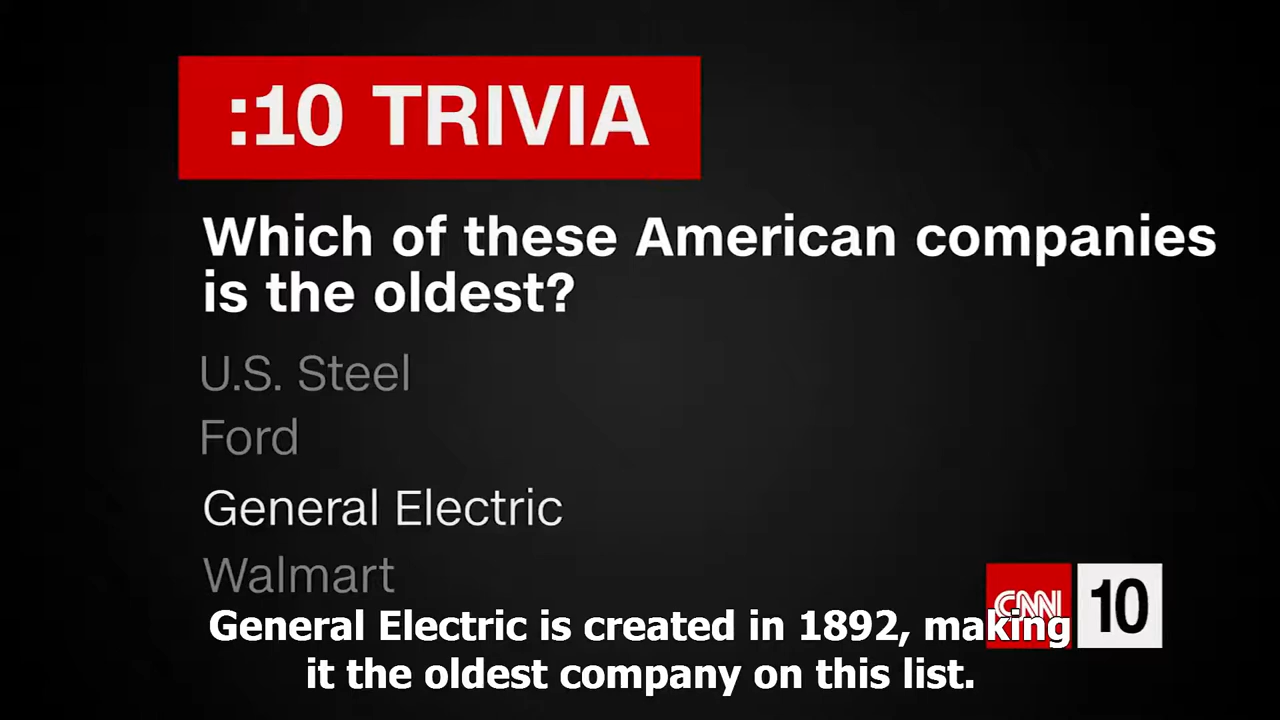 :10 TRIVIA
Which of these American companies
is the oldest?
U.S. Steel
Ford
General Electric
Walmart
CNN 10
General Electric is created in 1892, making
it the oldest company on this list.